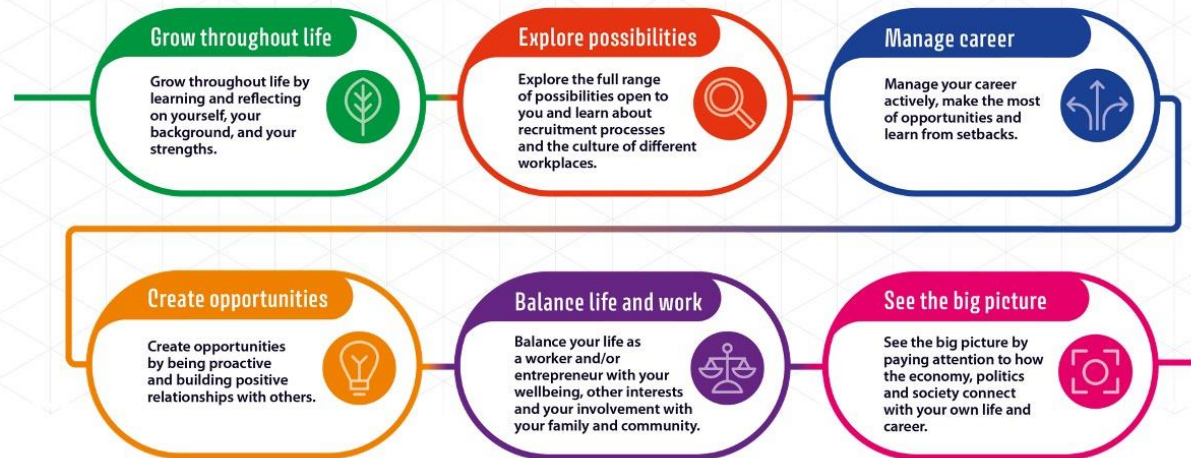 Grow throughout life
Grow throughout life by
learning and reflecting
on yourself, your
background, and your
strengths.
Explore possibilities
Explore the full range
of possibilities open to
you and learn about
recruitment processes
and the culture of different
workplaces.
Manage career
Manage your career
actively, make the most
of opportunities and
learn from setbacks.
Create opportunities
Create opportunities
by being proactive
and building positive
relationships with others.
Balance life and work
Balance your life as
a worker and/or
entrepreneur with your
wellbeing, other interests
and your involvement with
your family and community.
See the big picture
See the big picture by
paying attention to how
the economy, politics
and society connect
with your own life and
career.